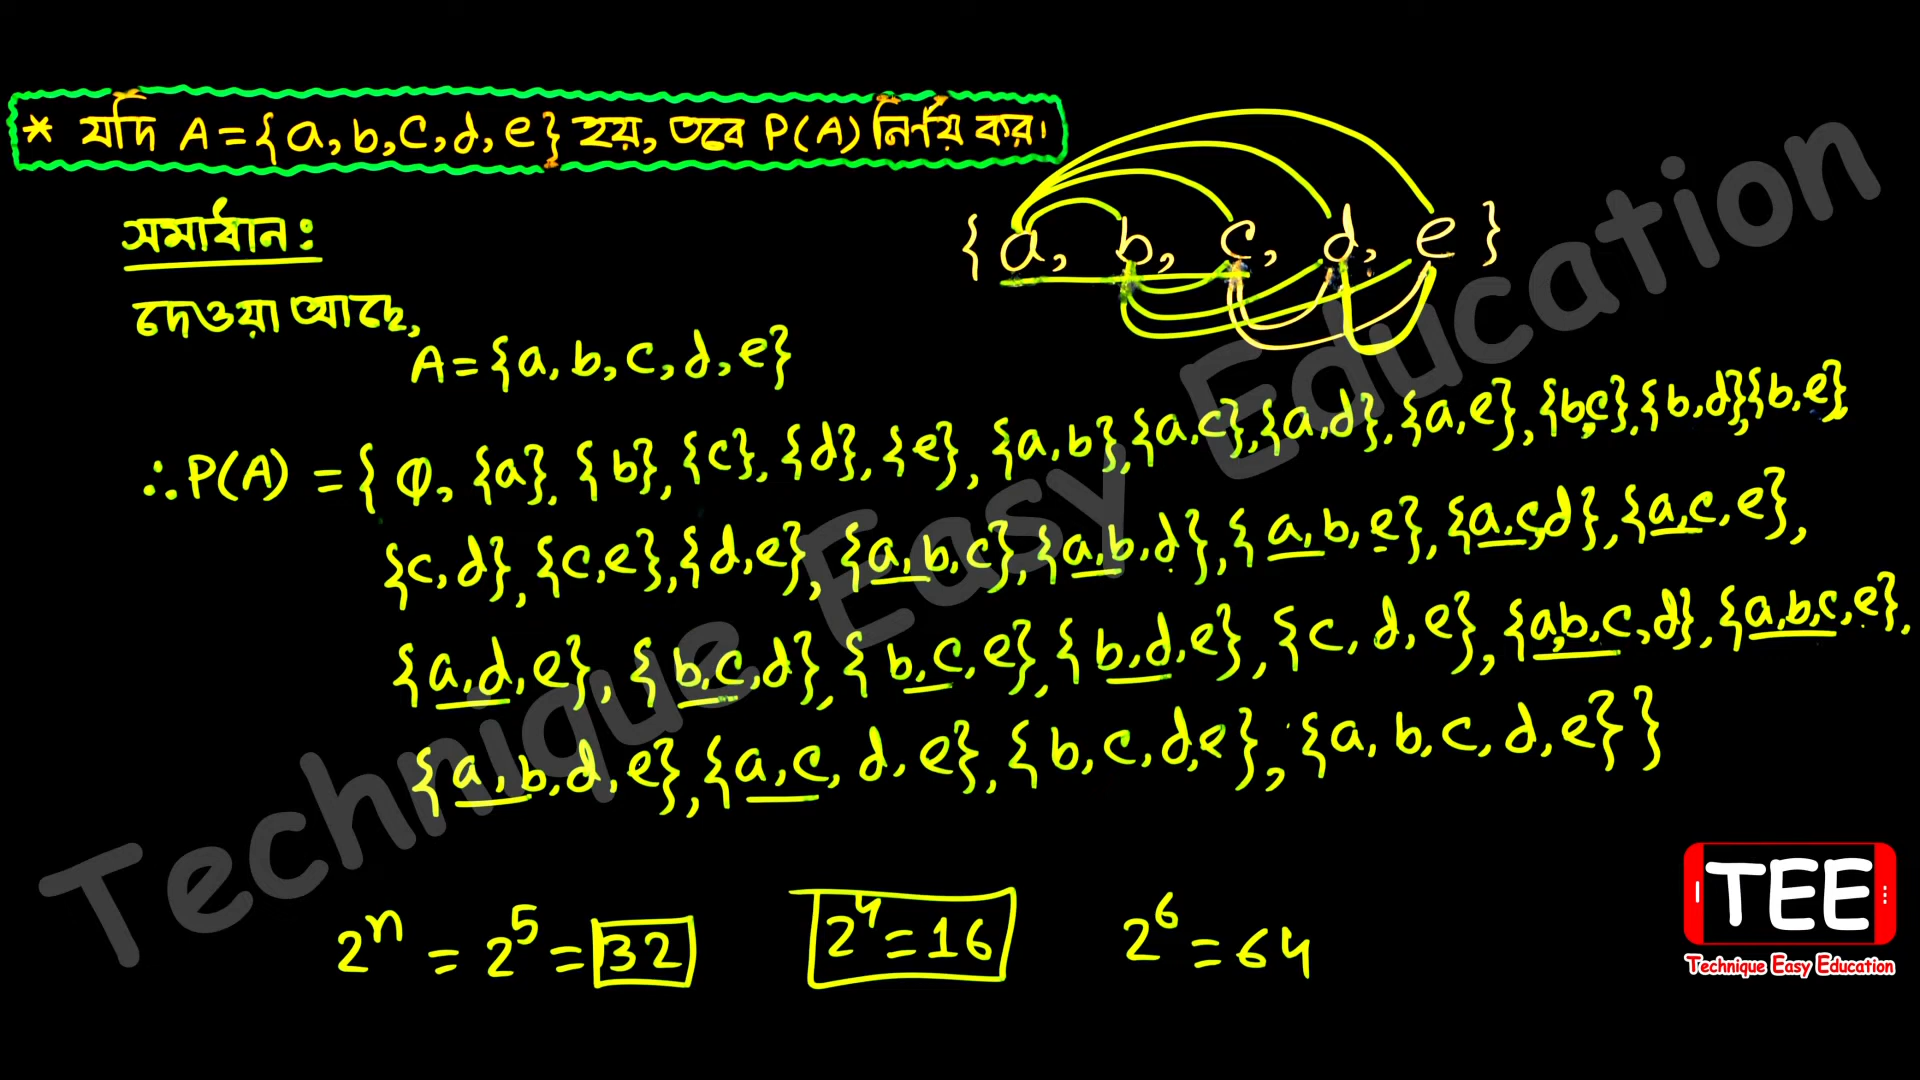 * যদি A={a,b,c,d,e} হয়, তবে P(A) নির্ণয় কর।
{a, b, c, d, e}
সমাধান:
দেওয়া আছে,
A={a, b, c, d, e}
∴P(A) ={ φ, {a}, {b}, {c}, {d}, {e}, {a,b}, {a,c}, {a,d}, {a,e}, {b,c}, {b,d}, {b,e},
{c,d}, {c,e}, {d,e}, {a,b,c}, {a,b,d}, {a,b,e}, {a,c,d}, {a,c,e},
{a,d,e}, {b,c,d}, {b,c,e}, {b,d,e}, {c,d,e}, {a,b,c,d}, {a,b,c,e},
{a,b,d,e}, {a,c,d,e}, {b,c,d,e}, {a,b,c,d,e}}
2ⁿ = 2⁵ = 32 2⁴=16 2⁶=64
Technique Easy Education
TEE
Technique Easy Education